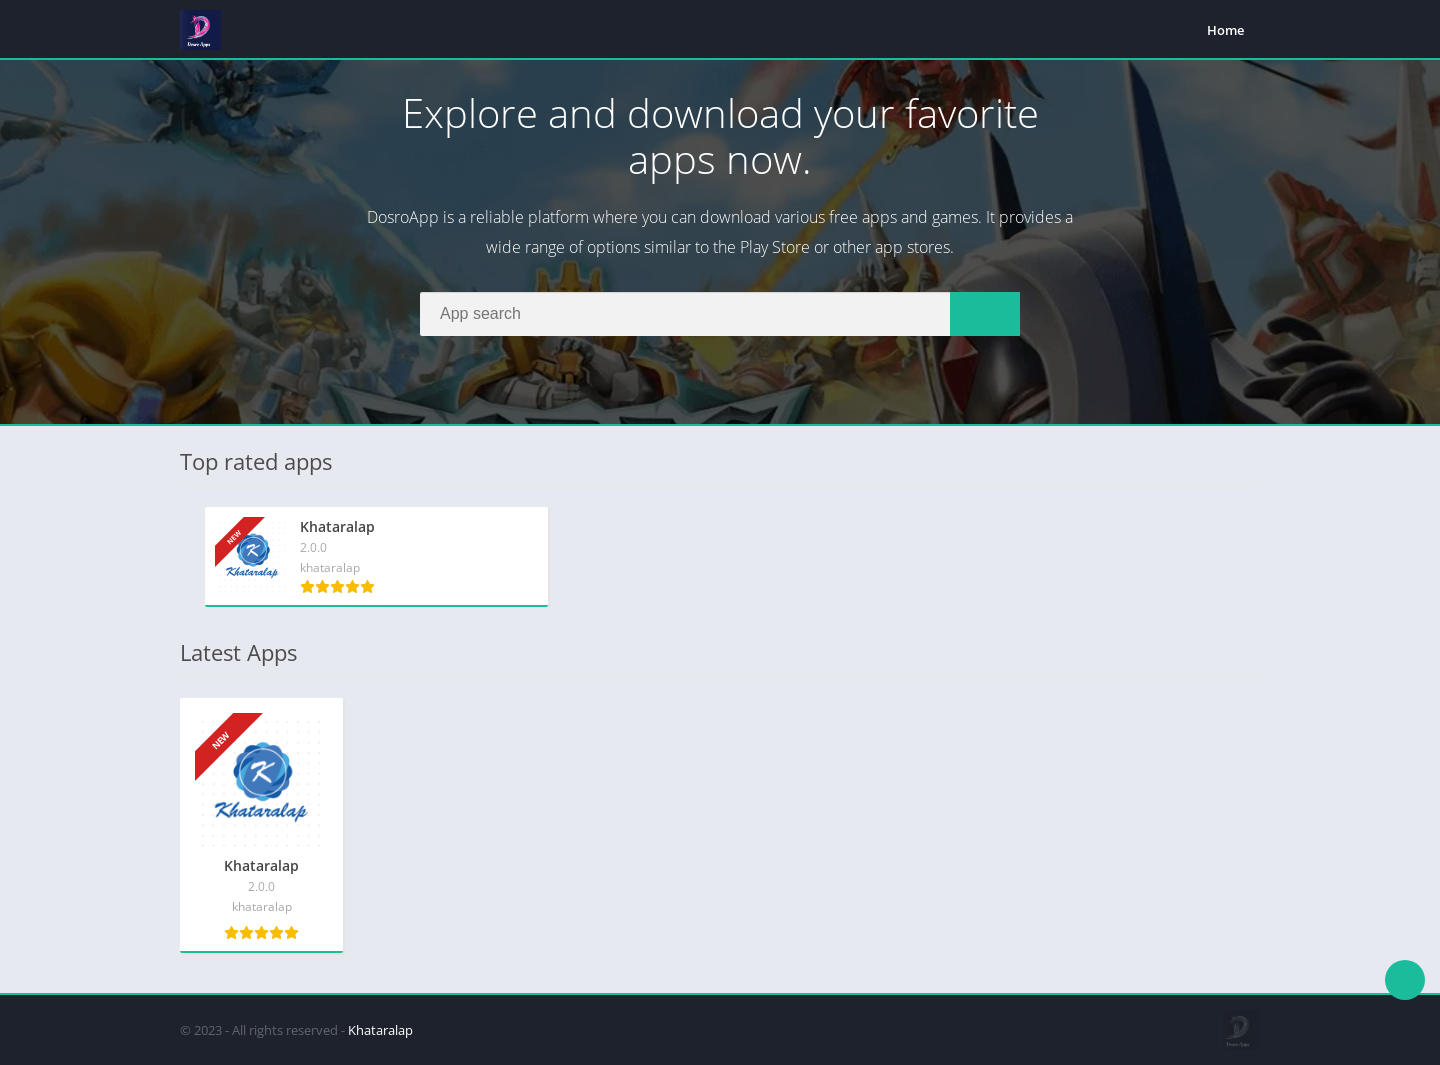 Dosro Apps
Home
Explore and download your favorite
apps now.
DosroApp is a reliable platform where you can download various free apps and games. It provides a
wide range of options similar to the Play Store or other app stores.
App search
Top rated apps
NEW
Khataralap
Khataralap
2.0.0
khataralap
Latest Apps
NEW
K
Khataralap
Khataralap
2.0.0
khataralap
© 2023 - All rights reserved - Khataralap
Dosro Apps